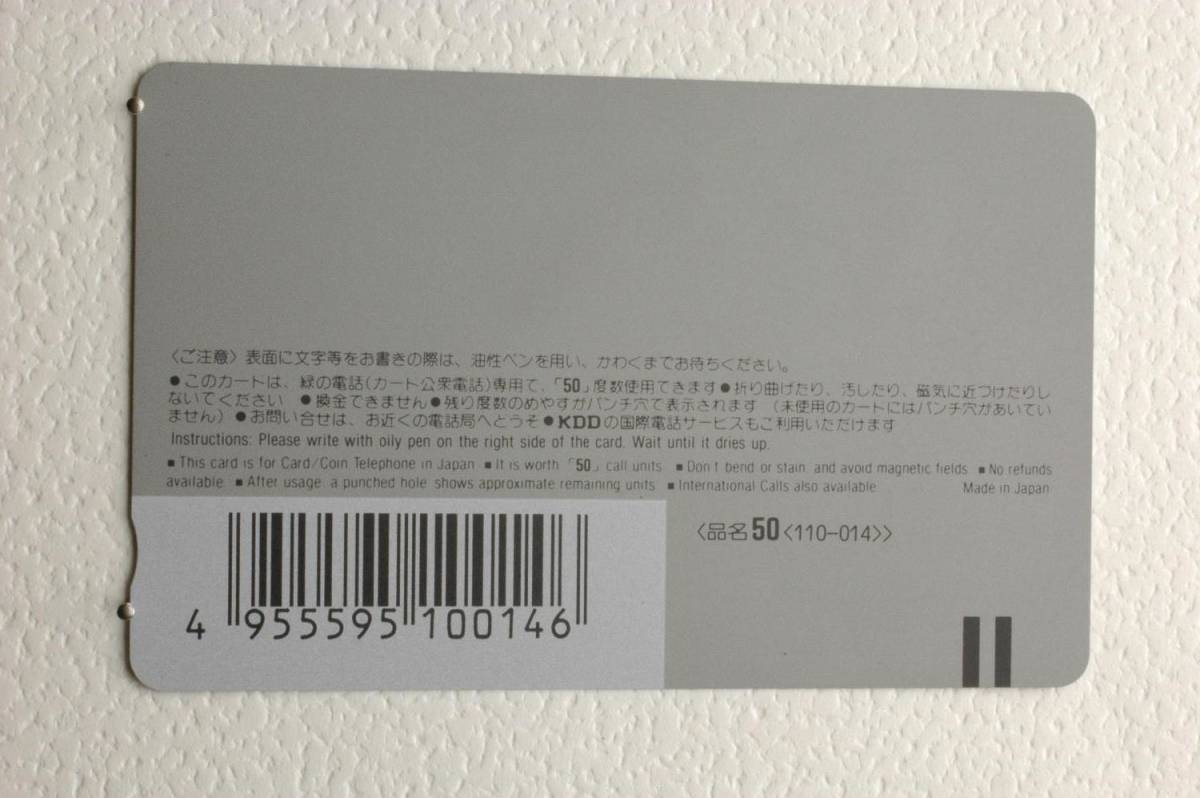 〈ご注意〉表面に文字等をお書きの際は、油性ペンを用い、かわくまでお待ちください。
●このカードは、緑の電話(カード公衆電話)専用で、「50」度数使用できます●折り曲げたり、汚したり、磁気に近づけたりし
ないでください ●換金できません●残り度数のめやすがパンチ穴で表示されます (未使用のカードにはパンチ穴があいてい
ません)●お問い合せは、お近くの電話局へどうぞ●KDDの国際電話サービスもご利用いただけます
Instructions: Please write with oily pen on the right side of the card. Wait until it dries up.
■This card is for Card/Coin Telephone in Japan ■It is worth「50」call units ■Don't bend or stain. and avoid magnetic fields ■No refunds
available ■After usage. a punched hole shows approximate remaining units ■International Calls also available Made in Japan
〈品名50<110-014>〉
4 955595 100146